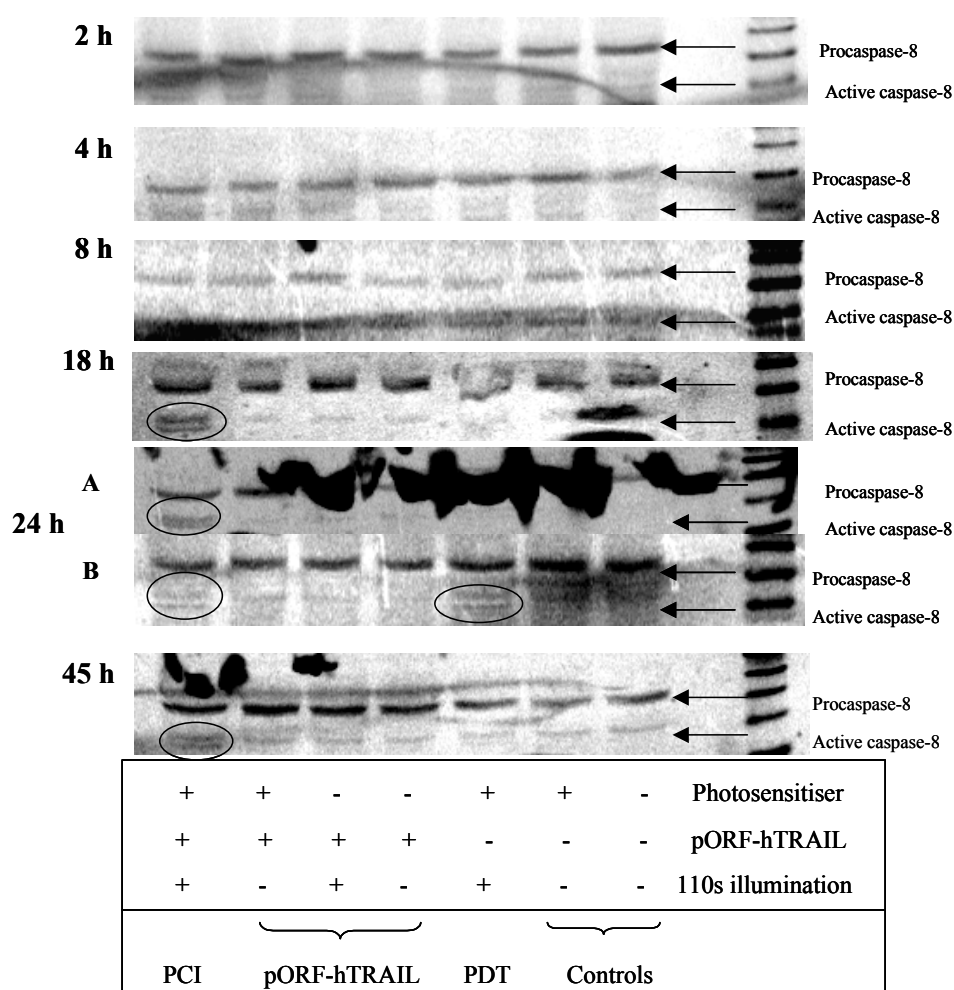 2 h
Procaspase-8
Active caspase-8
4 h
Procaspase-8
Active caspase-8
8 h
Procaspase-8
Active caspase-8
18 h
Procaspase-8
Active caspase-8
A
Procaspase-8
24 h
Active caspase-8
B
Procaspase-8
Active caspase-8
45 h
Procaspase-8
Active caspase-8
+ + - - + + - Photosensitiser
+ + + + - - - pORF-hTRAIL
+ - + - + - - 110s illumination
PCI pORF-hTRAIL PDT Controls